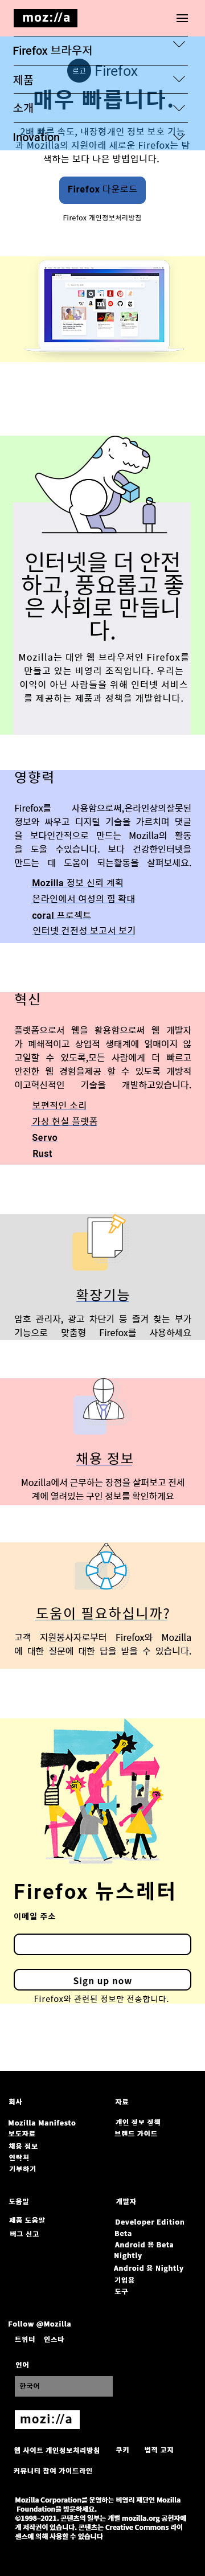 moz://a
Firefox 브라우저
로고 Firefox
제품
매우 빠릅니다.
소개
2배 빠른 속도, 내장형개인 정보 보호 기능
Inovation
과 Mozilla의 지원아래 새로운 Firefox는 탐
색하는 보다 나은 방법입니다.
Firefox 다운로드
Firefox 개인정보처리방침
인터넷을 더 안전
하고, 풍요롭고 좋
은 사회로 만듭니
다.
Mozilla는 대안 웹 브라우저인 Firefox를
만들고 있는 비영리 조직입니다. 우리는
이익이 아닌 사람들을 위해 인터넷 서비스
를 제공하는 제품과 정책을 개발합니다.
영향력
Firefox를 사용함으로써,온라인상의잘못된
정보와 싸우고 디지털 기술을 가르치며 댓글
을 보다인간적으로 만드는 Mozilla의 활동
을 도울 수있습니다. 보다 건강한인터넷을
만드는 데 도움이 되는활동을 살펴보세요.
Mozilla 정보 신뢰 계획
온라인에서 여성의 힘 확대
coral 프로젝트
인터넷 건전성 보고서 보기
혁신
플랫폼으로서 웹을 활용함으로써 웹 개발자
가 폐쇄적이고 상업적 생태계에 얽매이지 않
고일할 수 있도록,모든 사람에게 더 빠르고
안전한 웹 경험을제공 할 수 있도록 개방적
이고혁신적인 기술을 개발하고있습니다.
보편적인 소리
가상 현실 플랫폼
Servo
Rust
확장기능
암호 관리자, 광고 차단기 등 즐겨 찾는 부가
기능으로 맞춤형 Firefox를 사용하세요
채용 정보
Mozilla에서 근무하는 장점을 살펴보고 전세
계에 열려있는 구인 정보를 확인하게요
도움이 필요하십니까?
고객 지원봉사자로부터 Firefox와 Mozilla
에 대한 질문에 대한 답을 받을 수 있습니다.
Firefox 뉴스레터
이메일 주소
Sign up now
Firefox와 관련된 정보만 전송합니다.
회사
자료
Mozilla Manifesto
보도자료
채용 정보
연락처
기부하기
개인 정부 정책
브랜드 가이드
도움말
개발자
제품 도움말
버그 신고
Developer Edition
Beta
Android 용 Beta
Nightly
Android 용 Nightly
기업용
도구
Follow @Mozilla
트위터 인스타
언어
한국어
mozi://a
웹 사이트 개인정보처리방침 쿠키 법적 고지
커뮤니티 참여 가이드라인
Mozilla Corporation을 운영하는 비영리 재단인 Mozilla
Foundation을 방문하세요.
©1998–2021. 콘텐츠의 일부는 개별 mozilla.org 공헌자에
게 저작권이 있습니다. 콘텐츠는 Creative Commons 라이
센스에 의해 사용할 수 있습니다